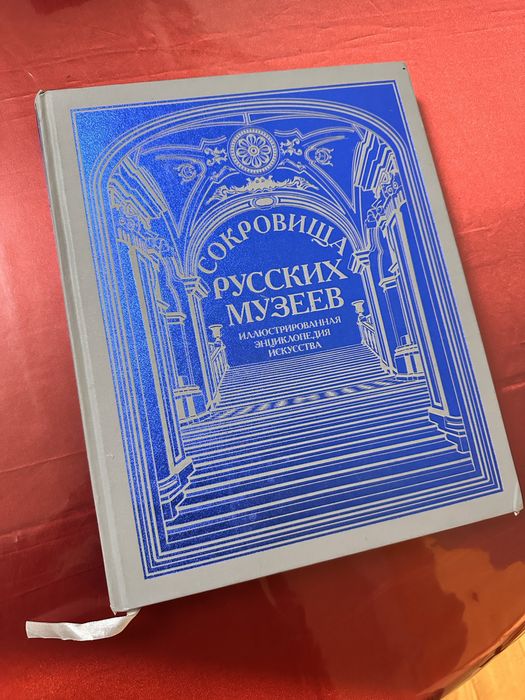 СОКРОВИЩА
РУССКИХ
МУЗЕЕВ
ИЛЛЮСТРИРОВАННАЯ
ЭНЦИКЛОПЕДИЯ
ИСКУССТВА